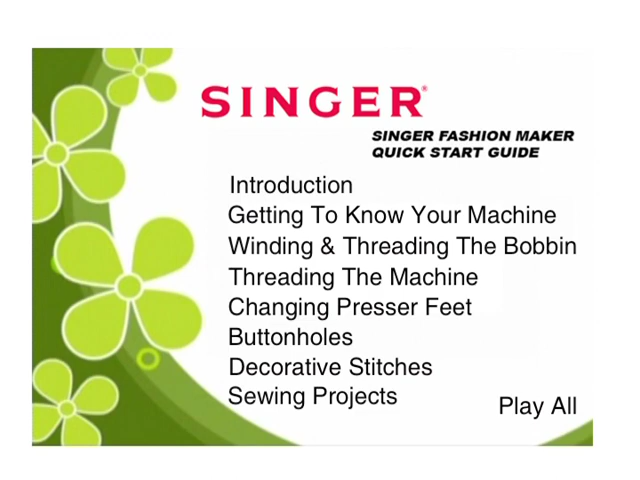 SINGER®
SINGER FASHION MAKER
QUICK START GUIDE
Introduction
Getting To Know Your Machine
Winding & Threading The Bobbin
Threading The Machine
Changing Presser Feet
Buttonholes
Decorative Stitches
Sewing Projects
Play All